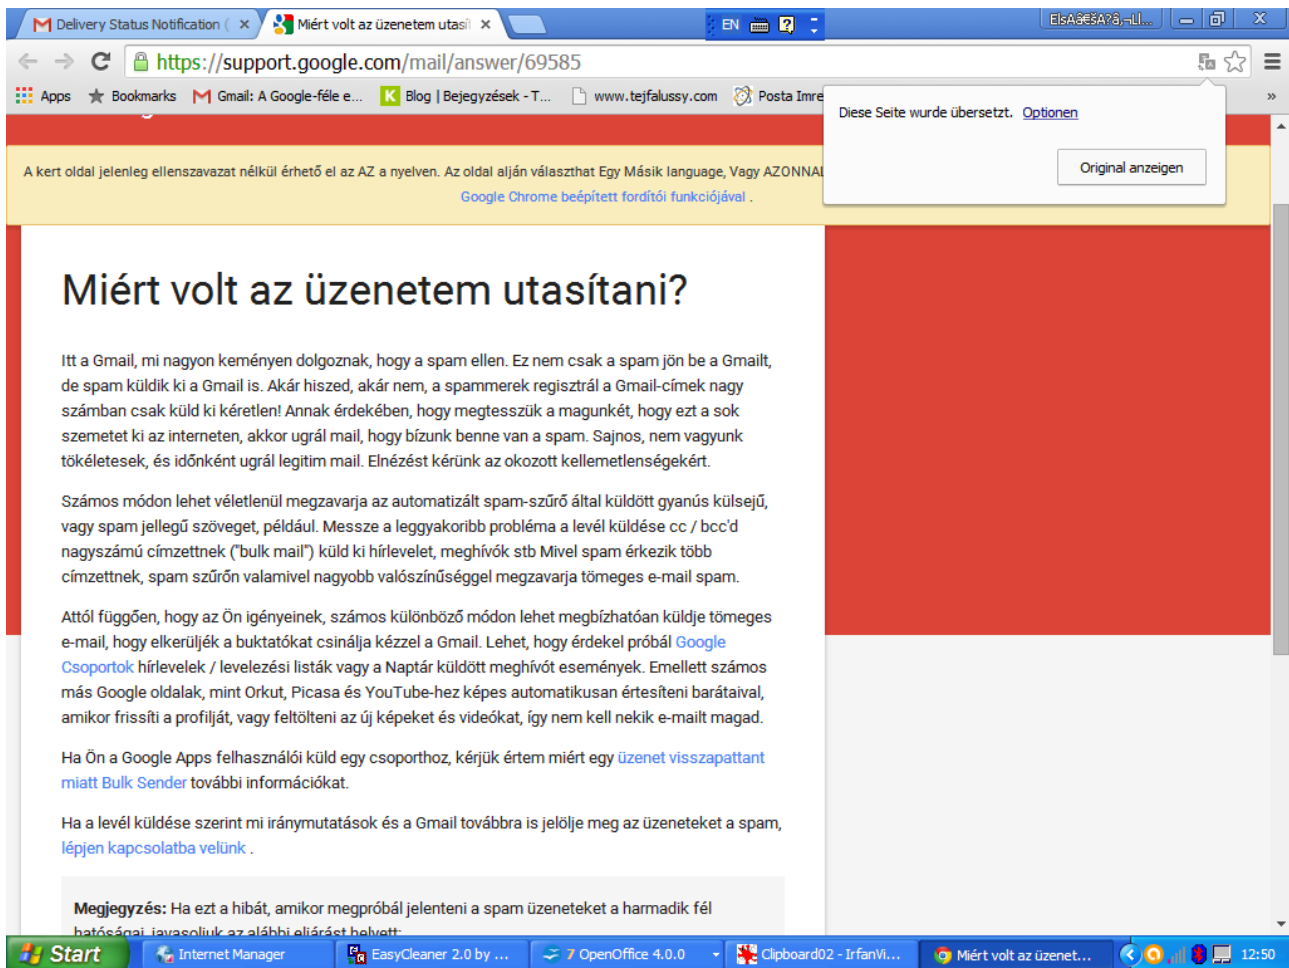 Delivery Status Notification (
Miért volt az üzenetem utasít
EN
https://support.google.com/mail/answer/69585
Apps
Bookmarks
Gmail: A Google-féle e...
Blog | Bejegyzések - T...
www.tejfalussy.com
Posta Imre
»
Diese Seite wurde übersetzt. Optionen
Original anzeigen
A kert oldal jelenleg ellenszavazat nélkül érhető el az AZ a nyelven. Az oldal alján választhat Egy Másik language, Vagy AZONNAL
Google Chrome beépített fordítói funkciójával .
Miért volt az üzenetem utasítani?
Itt a Gmail, mi nagyon keményen dolgoznak, hogy a spam ellen. Ez nem csak a spam jön be a Gmailt,
de spam küldik ki a Gmail is. Akár hiszed, akár nem, a spammerek regisztrál a Gmail-címek nagy
számban csak küld ki kéretlen! Annak érdekében, hogy megtesszük a magunkét, hogy ezt a sok
szemetet ki az interneten, akkor ugrál mail, hogy bízunk benne van a spam. Sajnos, nem vagyunk
tökéletesek, és időnként ugrál legitim mail. Elnézést kérünk az okozott kellemetlenségekért.
Számos módon lehet véletlenül megzavarja az automatizált spam-szűrő által küldött gyanús külsejű,
vagy spam jellegű szöveget, például. Messze a leggyakoribb probléma a levél küldése cc / bcc'd
nagyszámú címzettnek ("bulk mail") küld ki hírlevelet, meghívók stb Mivel spam érkezik több
címzettnek, spam szűrőn valamivel nagyobb valószínűséggel megzavarja tömeges e-mail spam.
Attól függően, hogy az Ön igényeinek, számos különböző módon lehet megbízhatóan küldje tömeges
e-mail, hogy elkerüljék a buktatókat csinálja kézzel a Gmail. Lehet, hogy érdekel próbál Google
Csoportok hírlevelek / levelezési listák vagy a Naptár küldött meghívót események. Emellett számos
más Google oldalak, mint Orkut, Picasa és YouTube-hez képes automatikusan értesíteni barátaival,
amikor frissíti a profilját, vagy feltölteni az új képeket és videókat, így nem kell nekik e-mailt magad.
Ha Ön a Google Apps felhasználói küld egy csoporthoz, kérjük értem miért egy üzenet visszapattant
miatt Bulk Sender további információkat.
Ha a levél küldése szerint mi iránymutatások és a Gmail továbbra is jelölje meg az üzeneteket a spam,
lépjen kapcsolatba velünk .
Megjegyzés: Ha ezt a hibát, amikor megpróbál jelenteni a spam üzeneteket a harmadik fél
hatóságai, javasoljuk az alábbi eljárást helyett:
Start
Internet Manager
EasyCleaner 2.0 by ...
7 OpenOffice 4.0.0
Clipboard02 - IrfanVi...
Miért volt az üzenet...
12:50